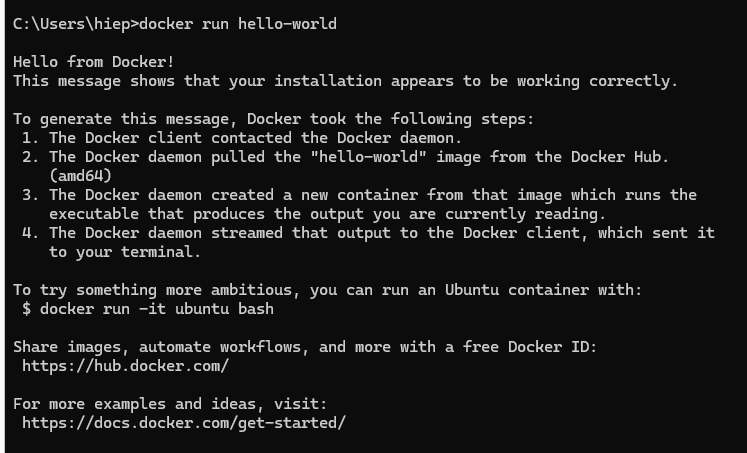 C:\Users\hiep>docker run hello-world
Hello from Docker!
This message shows that your installation appears to be working correctly.
To generate this message, Docker took the following steps:
1. The Docker client contacted the Docker daemon.
2. The Docker daemon pulled the "hello-world" image from the Docker Hub.
(amd64)
3. The Docker daemon created a new container from that image which runs the
executable that produces the output you are currently reading.
4. The Docker daemon streamed that output to the Docker client, which sent it
to your terminal.
To try something more ambitious, you can run an Ubuntu container with:
$ docker run -it ubuntu bash
Share images, automate workflows, and more with a free Docker ID:
https://hub.docker.com/
For more examples and ideas, visit:
https://docs.docker.com/get-started/